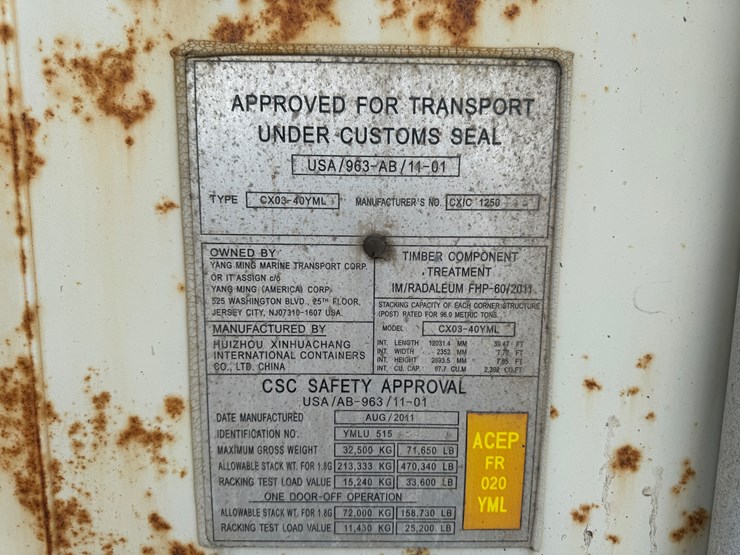 APPROVED FOR TRANSPORT
UNDER CUSTOMS SEAL
USA/963-AB/11-01
TYPE CX03-40YML MANUFACTURER'S NO. CX/C 1250
OWNED BY
YANG MING MARINE TRANSPORT CORP.
OR IT'ASSIGN c/o
YANG MING (AMERICA) CORP.
525 WASHINGTON BLVD., 25TH FLOOR,
JERSEY CITY, NJ07310-1607 USA.
MANUFACTURED BY
HUIZHOU XINHUACHANG
INTERNATIONAL CONTAINERS
CO., LTD. CHINA
TIMBER COMPONENT
TREATMENT
IM/RADALEUM FHP-60/2011
STACKING CAPACITY OF EACH CORNER STRUCTURE
(POST) RATED FOR 96.0 METRIC TONS.
MODEL CX03-40YML
INT. LENGTH MM FT
INT. WIDTH 2352 MM FT
INT. HEIGHT MM FT
INT. CU. CAP. CU.M CU.FT
CSC SAFETY APPROVAL
USA/AB-963/11-01
DATE MANUFACTURED AUG/2011
IDENTIFICATION NO. YMLU 515
MAXIMUM GROSS WEIGHT 32,500 KG 71,650 LB
ALLOWABLE STACK WT. FOR 1.8G 213,333 KG 470,340 LB
RACKING TEST LOAD VALUE 15,240 KG 33,600 LB
ONE DOOR-OFF OPERATION
ALLOWABLE STACK WT. FOR 1.8G 72,000 KG 158,730 LB
RACKING TEST LOAD VALUE 11,430 KG 25,200 LB
ACEP
FR
020
YML